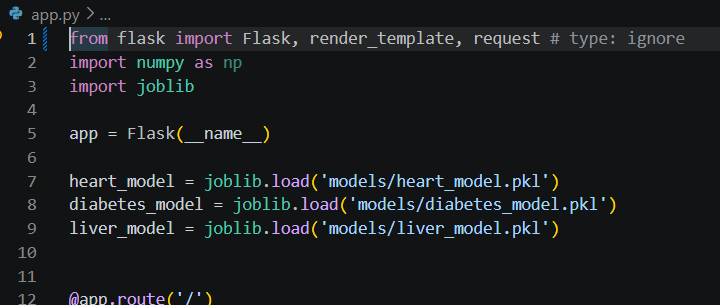 app.py > ...
1 from flask import Flask, render_template, request # type: ignore
2 import numpy as np
3 import joblib
4
5 app = Flask(__name__)
6
7 heart_model = joblib.load('models/heart_model.pkl')
8 diabetes_model = joblib.load('models/diabetes_model.pkl')
9 liver_model = joblib.load('models/liver_model.pkl')
10
11
12 @app.route('/')